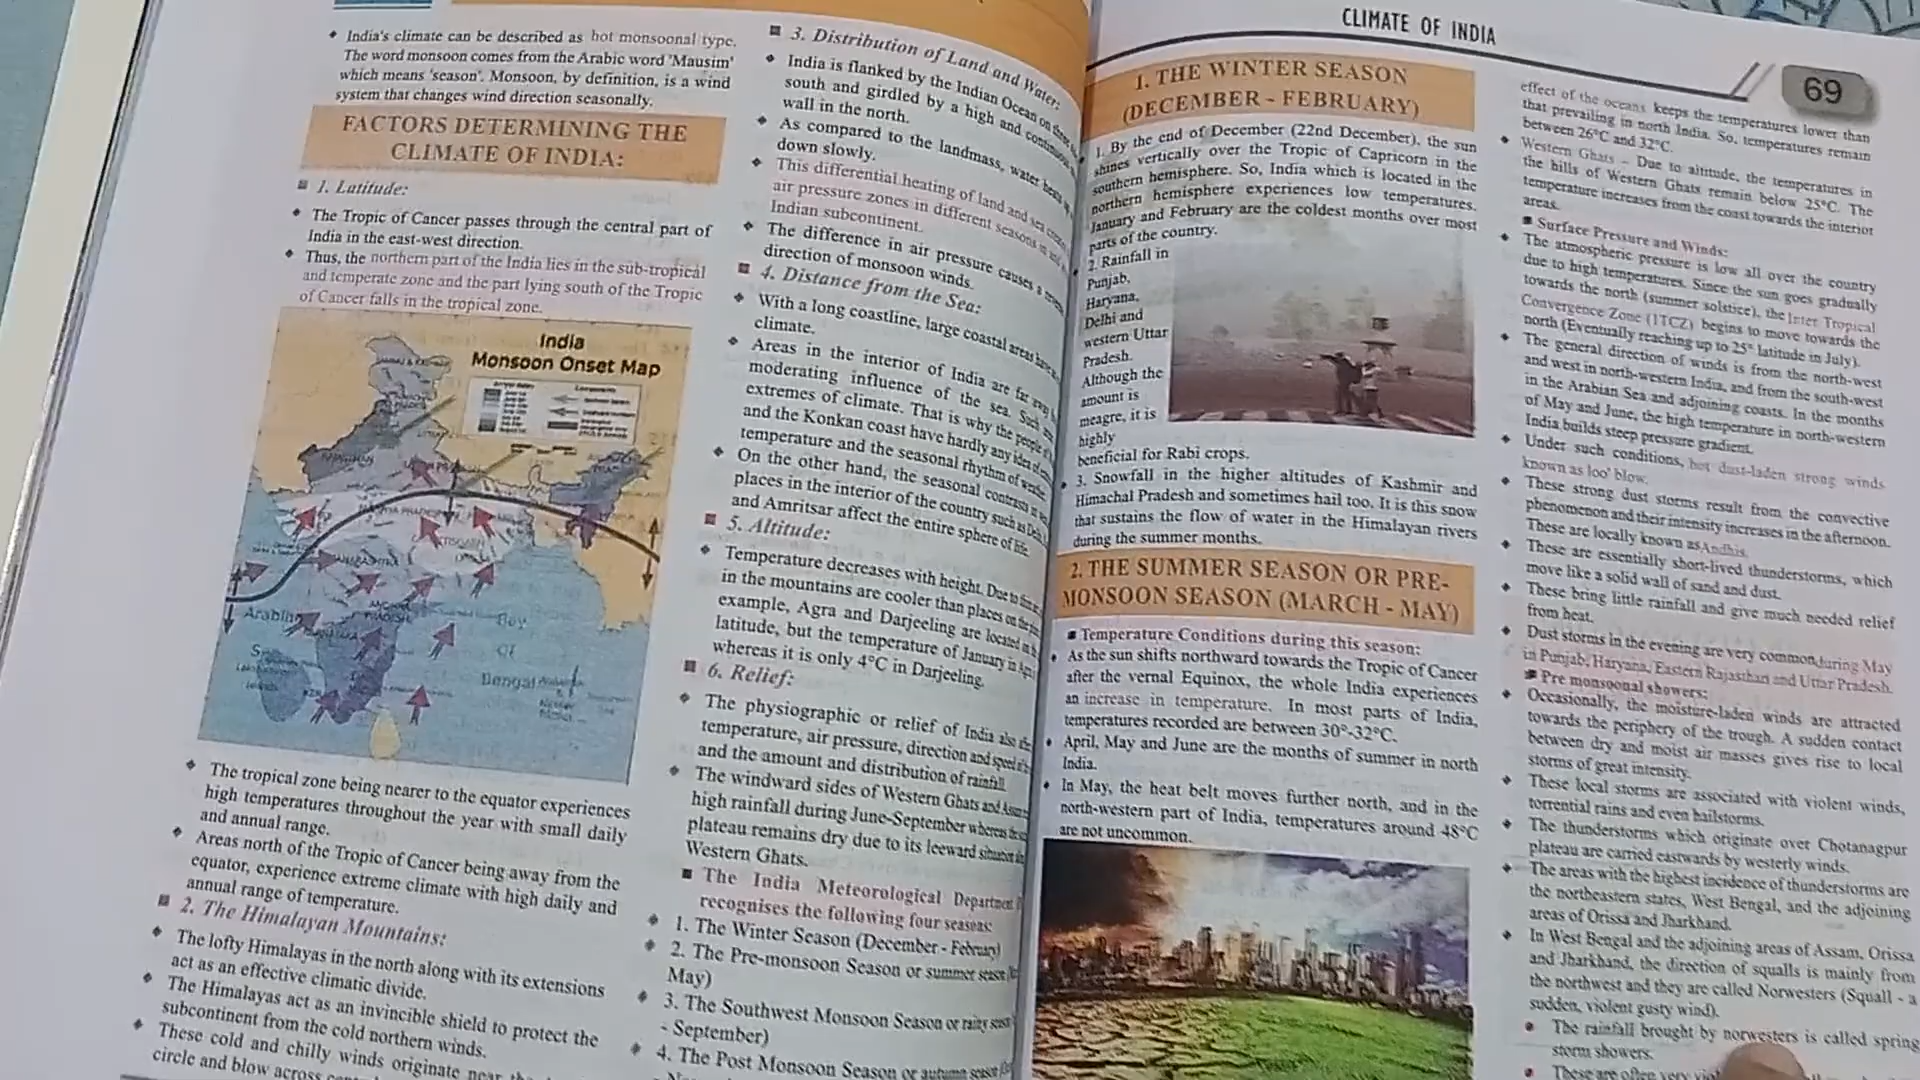 India's climate can be described as hot monsoonal type.
The word monsoon comes from the Arabic word 'Mausim'
which means 'season'. Monsoon, by definition, is a wind
system that changes wind direction seasonally.
FACTORS DETERMINING THE
CLIMATE OF INDIA:
1. Latitude:
The Tropic of Cancer passes through the central part of
India in the east-west direction.
Thus, the northern part of the India lies in the sub-tropical
and temperate zone and the part lying south of the Tropic
of Cancer falls in the tropical zone.
India
Monsoon Onset Map
Arabian
Bay
Of
Bengal
The tropical zone being nearer to the equator experiences
high temperatures throughout the year with small daily
and annual range.
Areas north of the Tropic of Cancer being away from the
equator, experience extreme climate with high daily and
annual range of temperature.
2. The Himalayan Mountains:
The lofty Himalayas in the north along with its extensions
act as an effective climatic divide.
The Himalayas act as an invincible shield to protect the
subcontinent from the cold northern winds.
These cold and chilly winds originate near
circle and blow across
3. Distribution of Land and Water:
India is flanked by the Indian Ocean on
south and girdled by a high and
wall in the north.
As compared to the landmass, water
down slowly.
This differential heating of land and sea
air pressure zones in different seasons
Indian subcontinent.
The difference in air pressure causes a
direction of monsoon winds.
4. Distance from the Sea:
With a long coastline, large coastal areas
climate.
Areas in the interior of India are far
moderating influence of the sea. Such
extremes of climate. That is why the people
and the Konkan coast have hardly any idea
temperature and the seasonal rhythm of
On the other hand, the seasonal contrasts
places in the interior of the country such as
and Amritsar affect the entire sphere of life.
5. Altitude:
Temperature decreases with height. Due to
in the mountains are cooler than places on
example, Agra and Darjeeling are located
latitude, but the temperature of January in
whereas it is only 4°C in Darjeeling.
6. Relief:
The physiographic or relief of India also
temperature, air pressure, direction and speed
and the amount and distribution of rainfall.
The windward sides of Western Ghats and
high rainfall during June-September whereas
plateau remains dry due to its leeward situation
Western Ghats.
The India Meteorological Department
recognises the following four seasons:
1. The Winter Season (December - February)
2. The Pre-monsoon Season or summer season
May)
3. The Southwest Monsoon Season or rainy
- September)
4. The Post Monsoon Season or autumn season
CLIMATE OF INDIA
69
1. THE WINTER SEASON
(DECEMBER - FEBRUARY)
1. By the end of December (22nd December), the sun
shines vertically over the Tropic of Capricorn in the
southern hemisphere. So, India which is located in the
northern hemisphere experiences low temperatures.
January and February are the coldest months over most
parts of the country.
2. Rainfall in
Punjab,
Haryana,
Delhi and
western Uttar
Pradesh.
Although the
amount is
meagre, it is
highly
beneficial for Rabi crops.
3. Snowfall in the higher altitudes of Kashmir and
Himachal Pradesh and sometimes hail too. It is this snow
that sustains the flow of water in the Himalayan rivers
during the summer months.
2. THE SUMMER SEASON OR PRE-
MONSOON SEASON (MARCH - MAY)
Temperature Conditions during this season:
As the sun shifts northward towards the Tropic of Cancer
after the vernal Equinox, the whole India experiences
an increase in temperature. In most parts of India,
temperatures recorded are between 30°-32°C.
April, May and June are the months of summer in north
India.
In May, the heat belt moves further north, and in the
north-western part of India, temperatures around 48°C
are not uncommon.
effect of the oceans keeps the temperatures lower than
that prevailing in north India. So, temperatures remain
between 26°C and 32°C.
Western Ghats - Due to altitude, the temperatures in
the hills of Western Ghats remain below 25°C. The
temperature increases from the coast towards the interior
areas.
Surface Pressure and Winds:
The atmospheric pressure is low all over the country
due to high temperatures. Since the sun goes gradually
towards the north (summer solstice), the Inter Tropical
Convergence Zone (ITCZ) begins to move towards the
north (Eventually reaching up to 25° latitude in July).
The general direction of winds is from the north-west
and west in north-western India, and from the south-west
in the Arabian Sea and adjoining coasts. In the months
of May and June, the high temperature in north-western
India builds steep pressure gradient.
Under such conditions, hot dust-laden strong winds
known as loo' blow.
These strong dust storms result from the convective
phenomenon and their intensity increases in the afternoon.
These are locally known as Andhis.
These are essentially short-lived thunderstorms, which
move like a solid wall of sand and dust.
These bring little rainfall and give much needed relief
from heat.
Dust storms in the evening are very common during May
in Punjab, Haryana, Eastern Rajasthan and Uttar Pradesh.
Pre monsoonal showers:
Occasionally, the moisture-laden winds are attracted
towards the periphery of the trough. A sudden contact
between dry and moist air masses gives rise to local
storms of great intensity.
These local storms are associated with violent winds,
torrential rains and even hailstorms.
The thunderstorms which originate over Chotanagpur
plateau are carried eastwards by westerly winds.
The areas with the highest incidence of thunderstorms are
the northeastern states, West Bengal, and the adjoining
areas of Orissa and Jharkhand.
In West Bengal and the adjoining areas of Assam, Orissa
and Jharkhand, the direction of squalls is mainly from
the northwest and they are called Norwesters (Squall - a
sudden, violent gusty wind).
The rainfall brought by norwesters is called spring
storm showers.
These are often very